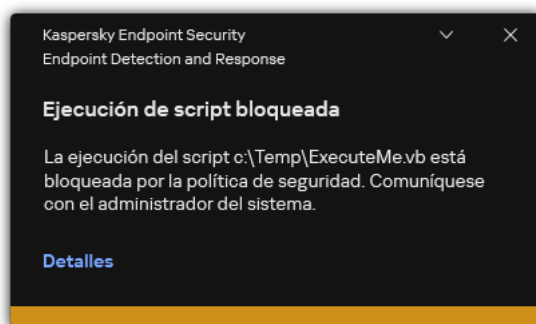 Kaspersky Endpoint Security
Endpoint Detection and Response
Ejecución de script bloqueada
La ejecución del script c:\Temp\ExecuteMe.vb está
bloqueada por la política de seguridad. Comuníquese
con el administrador del sistema.
Detalles